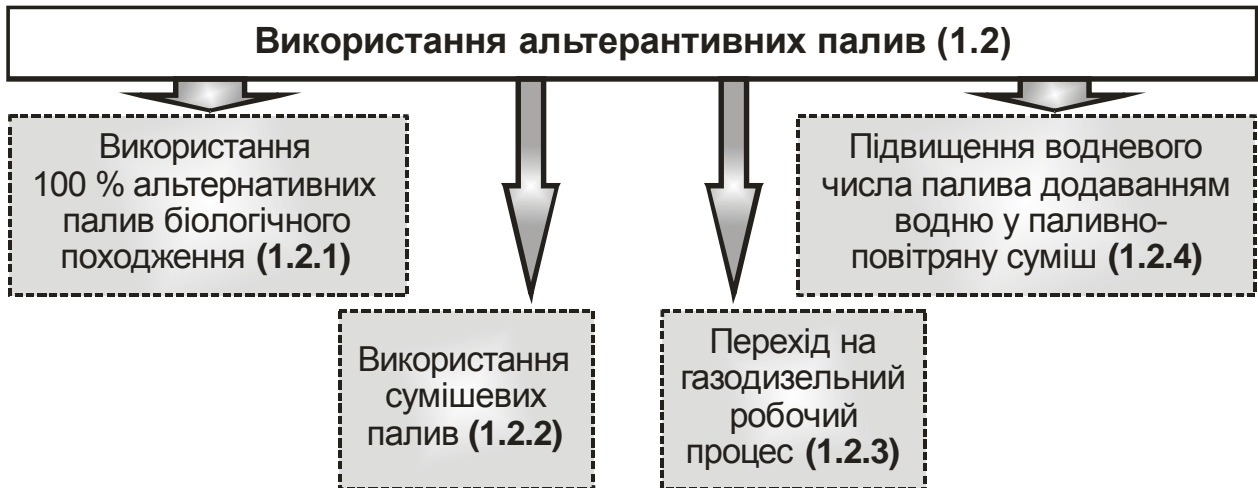 Використання альтерантивних палив (1.2)
Використання
100 % альтернативних
палив біологічного
походження (1.2.1)
Використання
сумішевих
палив (1.2.2)
Перехід на
газодизельний
робочий
процес (1.2.3)
Підвищення водневого
числа палива додаванням
водню у паливно-
повітряну суміш (1.2.4)